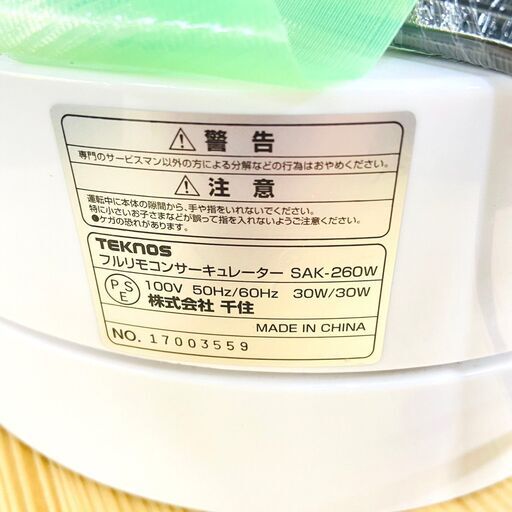 警告
専門のサービスマン以外の方による分解などの行為はおやめください。
注意
運転中に本体の隙間から、手や指をいれないでください。
特に小さいお子さまなどが誤って指を入れないようご注意ください。
●ケガの恐れがあります。
TEKNOS
フルリモコンサーキュレーター SAK-260W
PSE 100V 50Hz/60Hz 30W/30W
株式会社 千住
MADE IN CHINA
NO. 17003559